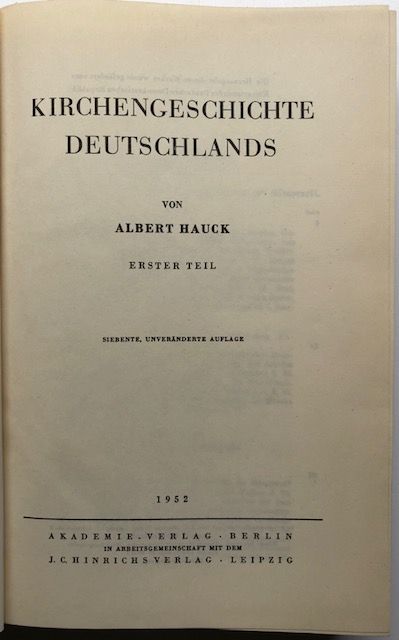 KIRCHENGESCHICHTE
DEUTSCHLANDS
VON
ALBERT HAUCK
ERSTER TEIL
SIEBENTE, UNVERÄNDERTE AUFLAGE
1952
AKADEMIE-VERLAG · BERLIN
IN ARBEITSGEMEINSCHAFT MIT DEM
J. C. HINRICHS VERLAG · LEIPZIG